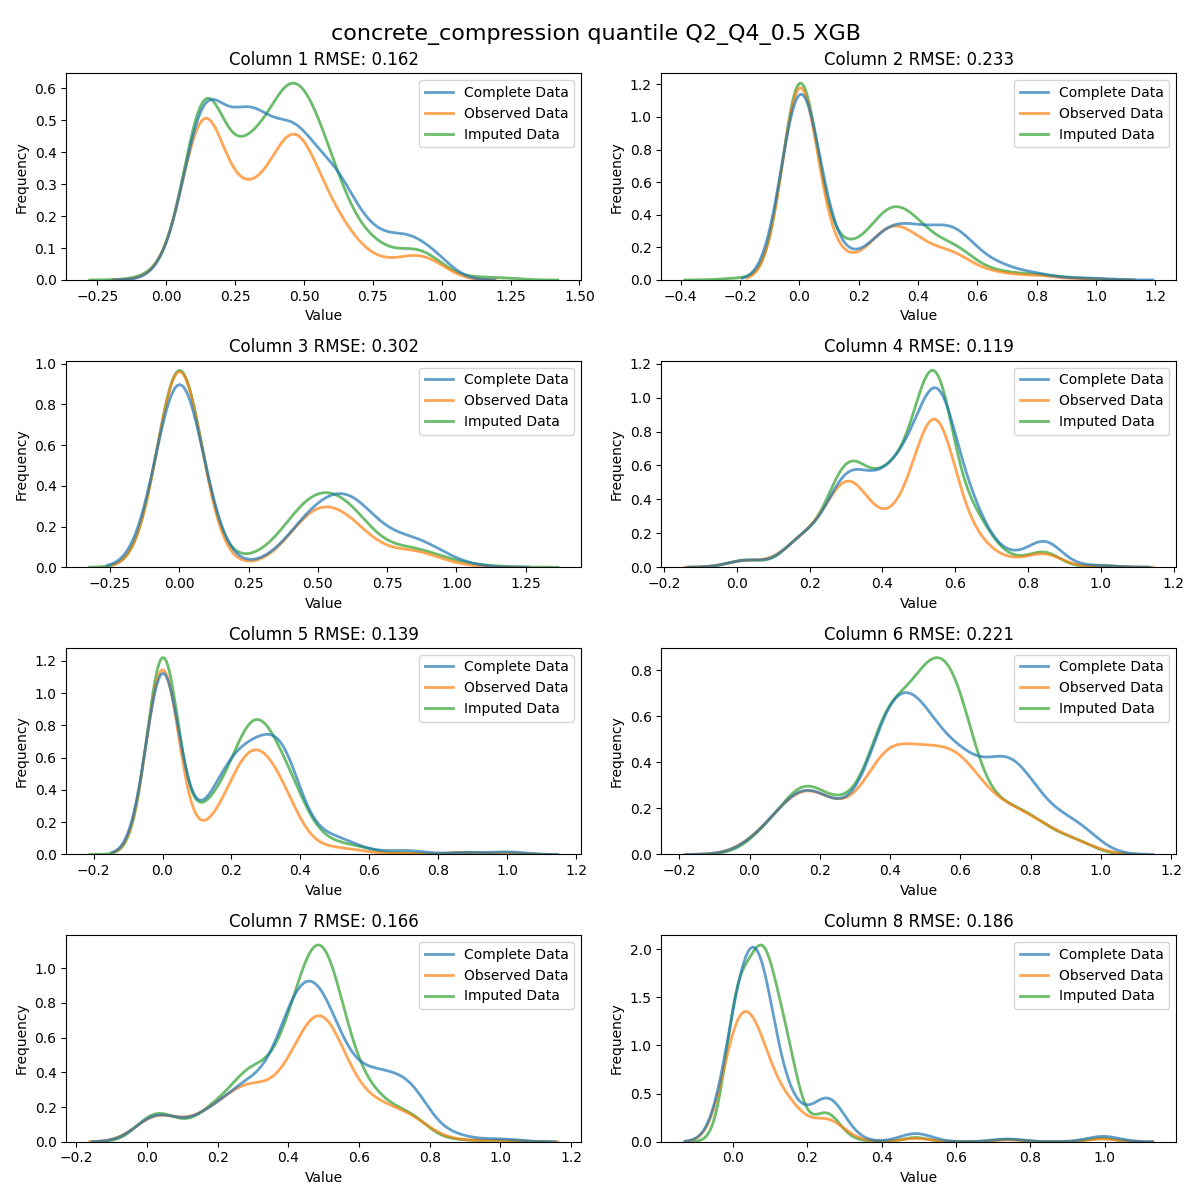 concrete_compression quantile Q2_Q4_0.5 XGB
Column 1 RMSE: 0.162
Frequency
0.6
0.5
0.4
0.3
0.2
0.1
0.0
Complete Data
Observed Data
Imputed Data
−0.25 0.00 0.25 0.50 0.75 1.00 1.25 1.50
Value
Column 2 RMSE: 0.233
Frequency
1.2
1.0
0.8
0.6
0.4
0.2
0.0
Complete Data
Observed Data
Imputed Data
−0.4 −0.2 0.0 0.2 0.4 0.6 0.8 1.0 1.2
Value
Column 3 RMSE: 0.302
Frequency
1.0
0.8
0.6
0.4
0.2
0.0
Complete Data
Observed Data
Imputed Data
−0.25 0.00 0.25 0.50 0.75 1.00 1.25
Value
Column 4 RMSE: 0.119
Frequency
1.2
1.0
0.8
0.6
0.4
0.2
0.0
Complete Data
Observed Data
Imputed Data
−0.2 0.0 0.2 0.4 0.6 0.8 1.0 1.2
Value
Column 5 RMSE: 0.139
Frequency
1.2
1.0
0.8
0.6
0.4
0.2
0.0
Complete Data
Observed Data
Imputed Data
−0.2 0.0 0.2 0.4 0.6 0.8 1.0 1.2
Value
Column 6 RMSE: 0.221
Frequency
0.8
0.6
0.4
0.2
0.0
Complete Data
Observed Data
Imputed Data
−0.2 0.0 0.2 0.4 0.6 0.8 1.0 1.2
Value
Column 7 RMSE: 0.166
Frequency
1.0
0.8
0.6
0.4
0.2
0.0
Complete Data
Observed Data
Imputed Data
−0.2 0.0 0.2 0.4 0.6 0.8 1.0 1.2
Value
Column 8 RMSE: 0.186
Frequency
2.0
1.5
1.0
0.5
0.0
Complete Data
Observed Data
Imputed Data
0.0 0.2 0.4 0.6 0.8 1.0
Value